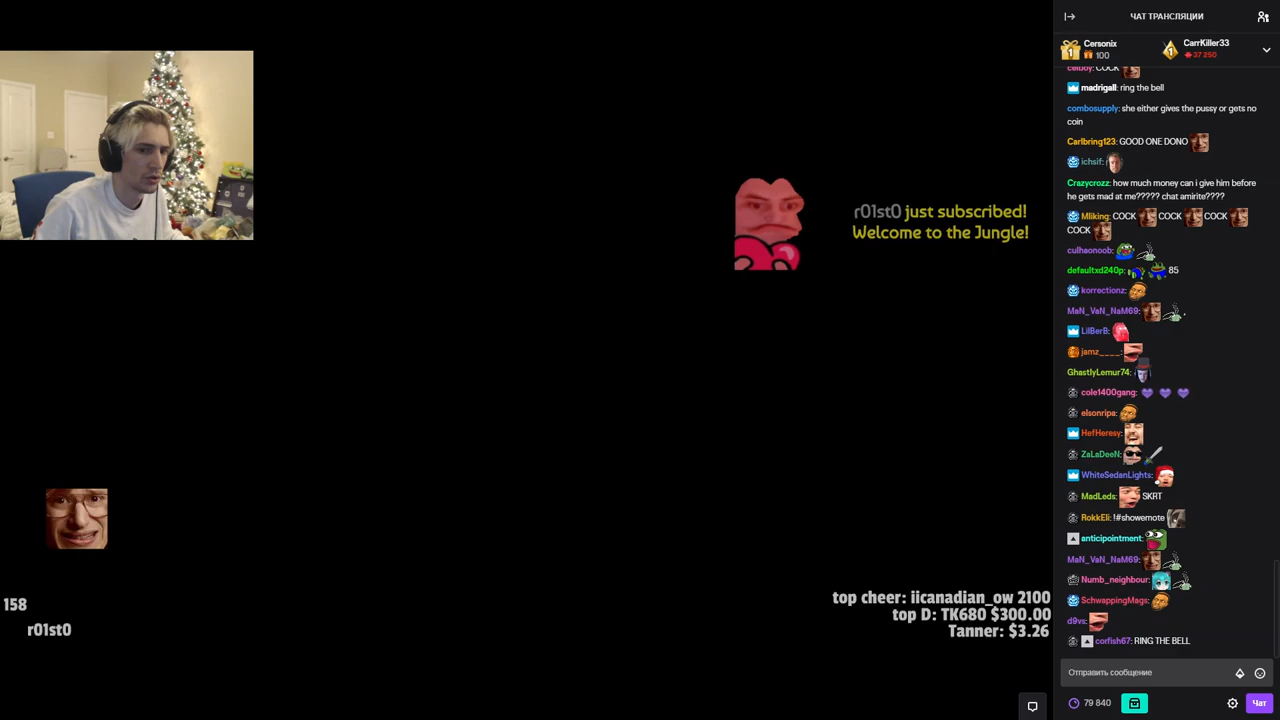 r01st0 just subscribed!
Welcome to the Jungle!
158
r01st0
top cheer: iicanadian_ow 2100
top D: TK680 $300.00
Tanner: $3.26
ЧАТ ТРАНСЛЯЦИИ
Cersonix
100
CarrKiller33
37 250
celboy: COCK
madrigall: ring the bell
combosupply: she either gives the pussy or gets no
coin
Carlbring123: GOOD ONE DONO
ichsif:
Crazycrozz: how much money can i give him before
he gets mad at me????? chat amirite????
Mliking: COCK COCK COCK
COCK
culhaonoob:
defaultxd240p: 85
korrectionz:
MaN_VaN_NaM69:
LilBerB:
jamz____:
GhastlyLemur74:
cole1400gang:
elsonripa:
HefHeresy:
ZaLaDeeN:
WhiteSedanLights:
MadLeds: SKRT
RokkEli: !#showemote
anticipointment:
MaN_VaN_NaM69:
Numb_neighbour:
SchwappingMags:
d9vs:
corfish67: RING THE BELL
Отправить сообщение
79 840
Чат